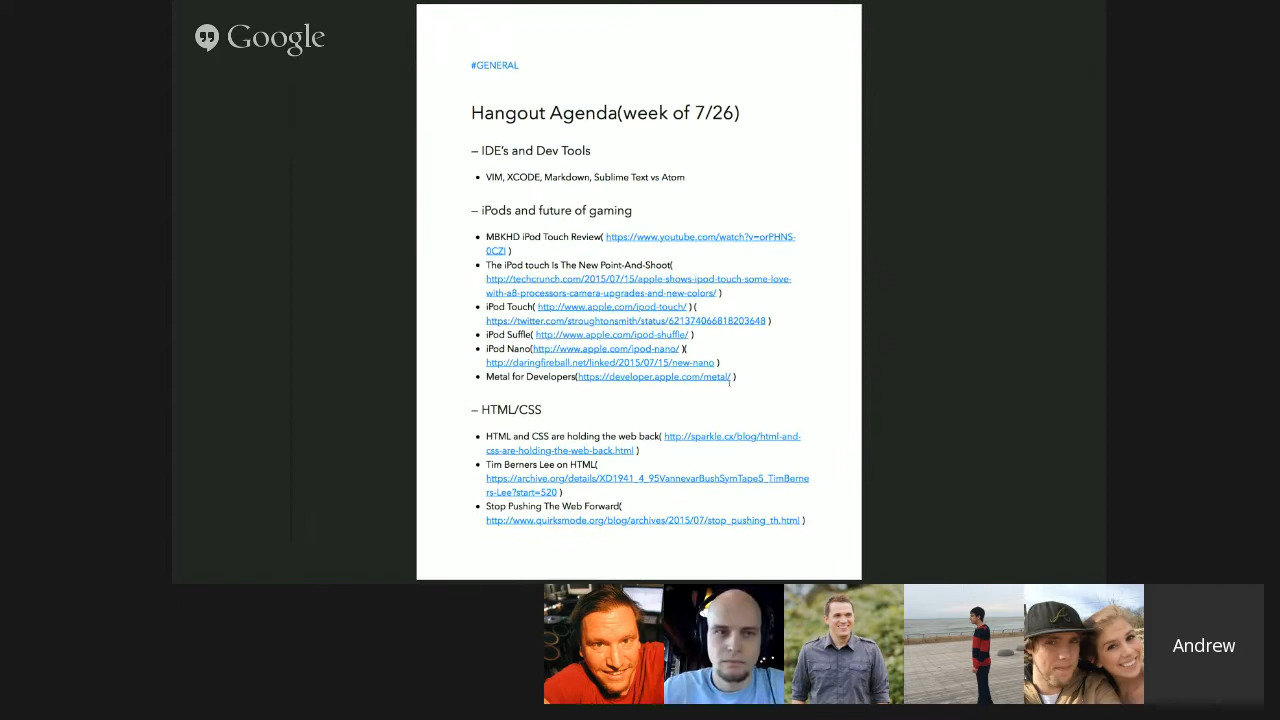 Google
#GENERAL
Hangout Agenda(week of 7/26)
– IDE's and Dev Tools
• VIM, XCODE, Markdown, Sublime Text vs Atom
– iPods and future of gaming
• MBKHD iPod Touch Review( https://www.youtube.com/watch?v=orPHNS-
0CZI )
• The iPod touch Is The New Point-And-Shoot(
http://techcrunch.com/2015/07/15/apple-shows-ipod-touch-some-love-
with-a8-processors-camera-upgrades-and-new-colors/ )
• iPod Touch( http://www.apple.com/ipod-touch/ ) (
https://twitter.com/stroughtonsmith/status/621374066818203648 )
• iPod Suffle( http://www.apple.com/ipod-shuffle/ )
• iPod Nano(http://www.apple.com/ipod-nano/ )(
http://daringfireball.net/linked/2015/07/15/new-nano )
• Metal for Developers(https://developer.apple.com/metal/ )
– HTML/CSS
• HTML and CSS are holding the web back( http://sparkle.cx/blog/html-and-
css-are-holding-the-web-back.html )
• Tim Berners Lee on HTML(
https://archive.org/details/XD1941_4_95VannevarBushSymTape5_TimBerne
rs-Lee?start=520 )
• Stop Pushing The Web Forward(
http://www.quirksmode.org/blog/archives/2015/07/stop_pushing_th.html )
Andrew